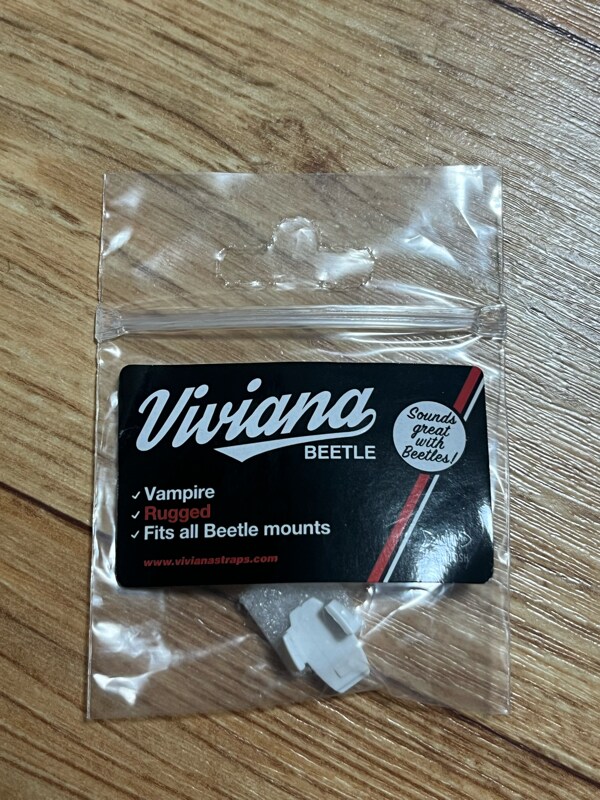 Viviana
BEETLE
Sounds
great
with
Beetles!
✓ Vampire
✓ Rugged
✓ Fits all Beetle mounts
www.vivianastraps.com